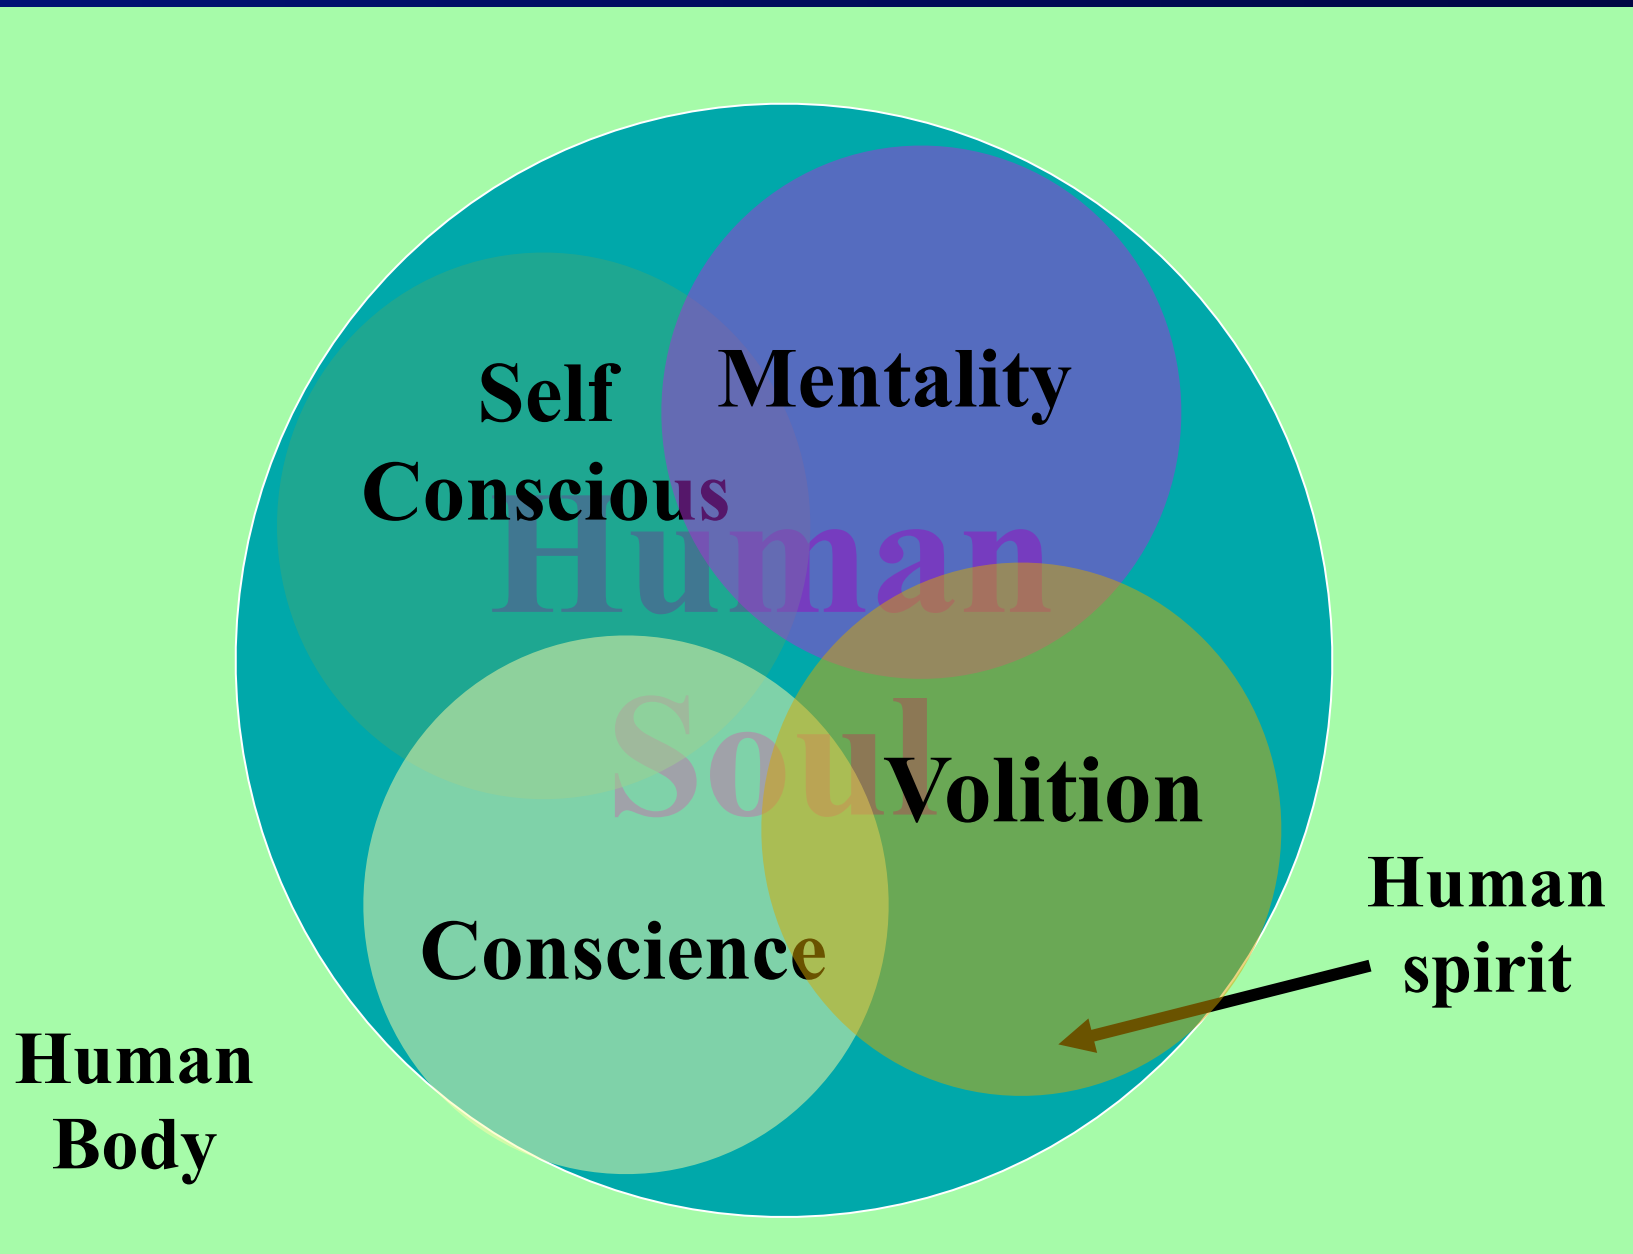 Self
Conscious
Mentality
Human
Soul
Volition
Conscience
Human
spirit
Human
Body